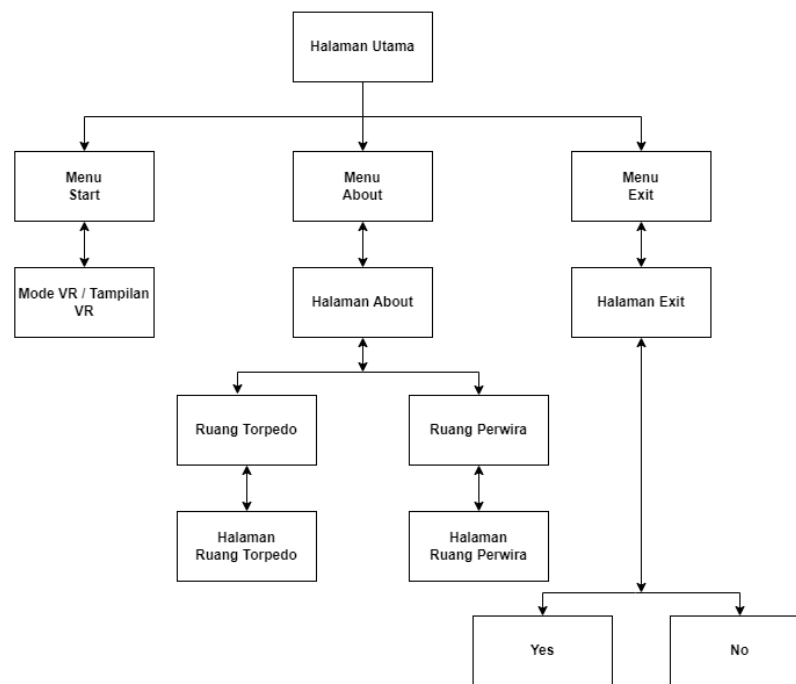 Halaman Utama
Menu
Start
Menu
About
Menu
Exit
Mode VR / Tampilan
VR
Halaman About
Halaman Exit
Ruang Torpedo
Ruang Perwira
Halaman
Ruang Torpedo
Halaman
Ruang Perwira
Yes
No